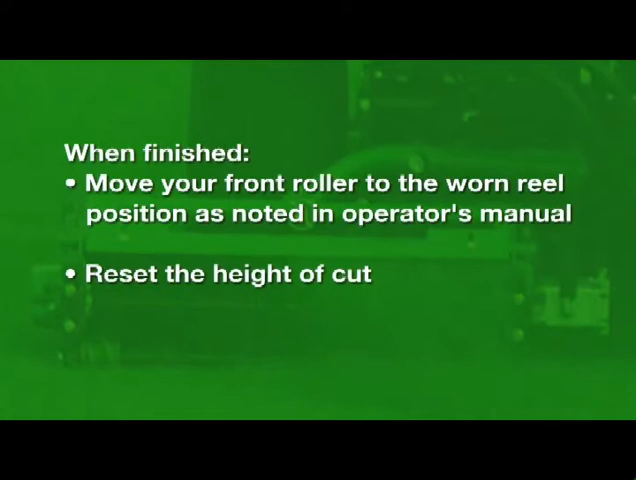 When finished:
• Move your front roller to the worn reel
position as noted in operator's manual
• Reset the height of cut